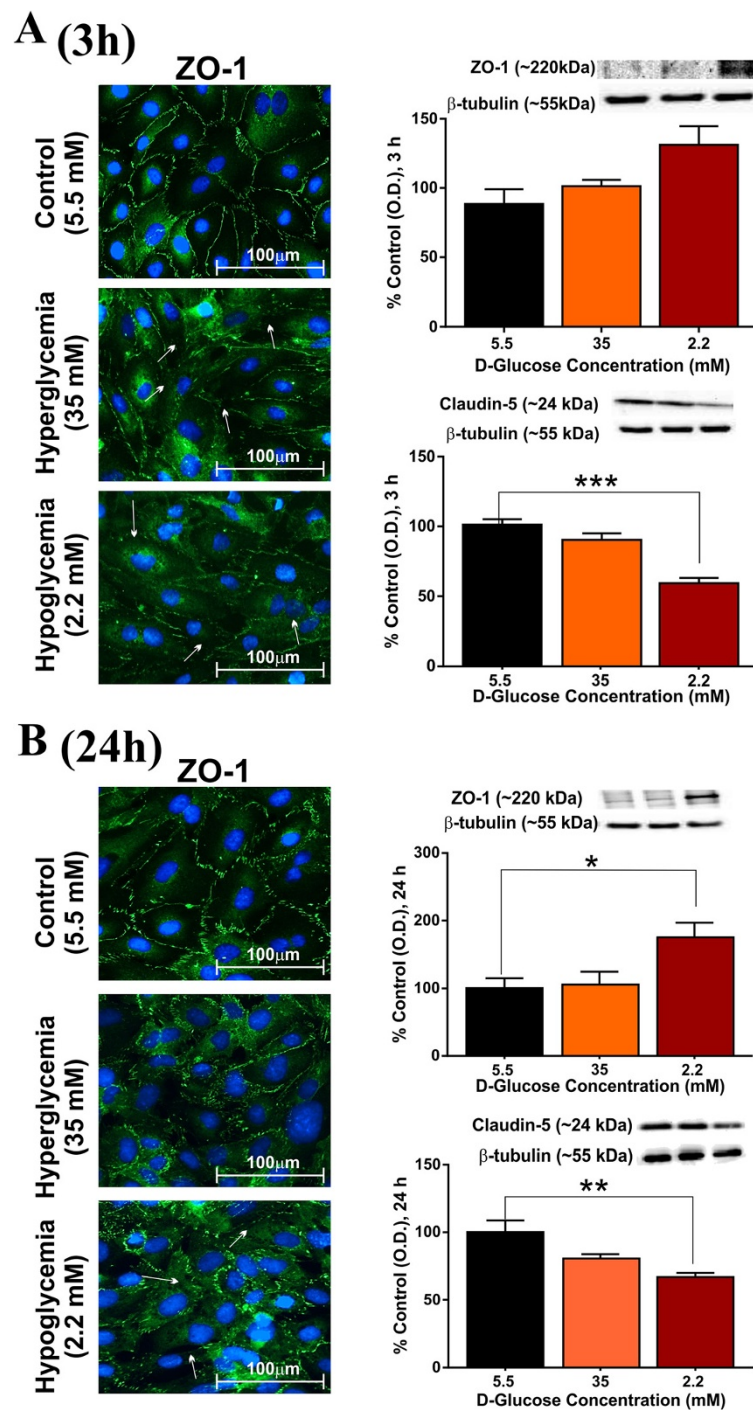 A (3h)
ZO-1
Control
(5.5 mM)
100μm
Hyperglycemia
(35 mM)
100μm
Hypoglycemia
(2.2 mM)
100μm
ZO-1 (~220kDa)
β-tubulin (~55kDa)
% Control (O.D.), 3 h
150
100
50
0
5.5 35 2.2
D-Glucose Concentration (mM)
Claudin-5 (~24 kDa)
β-tubulin (~55 kDa)
% Control (O.D.), 3 h
150
***
100
50
0
5.5 35 2.2
D-Glucose Concentration (mM)
B (24h)
ZO-1
Control
(5.5 mM)
100μm
Hyperglycemia
(35 mM)
100μm
Hypoglycemia
(2.2 mM)
100μm
ZO-1 (~220 kDa)
β-tubulin (~55 kDa)
% Control (O.D.), 24 h
300
*
200
100
0
5.5 35 2.2
D-Glucose Concentration (mM)
Claudin-5 (~24 kDa)
β-tubulin (~55 kDa)
% Control (O.D.), 24 h
150
**
100
50
0
5.5 35 2.2
D-Glucose Concentration (mM)